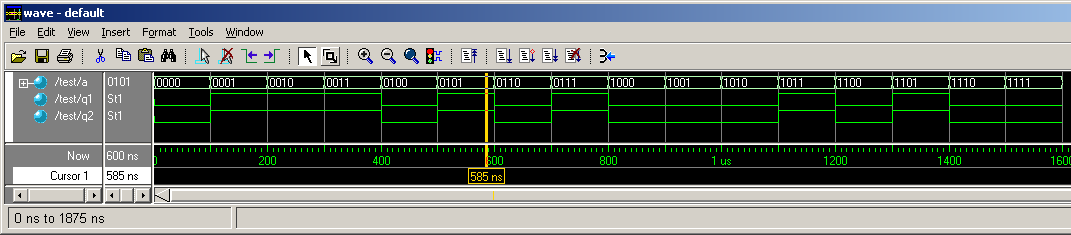 wave - default
File Edit View Insert Format Tools Window
/test/a 0101 0000 0001 0010 0011 0100 0101 0110 0111 1000 1001 1010 1011 1100 1101 1110 1111
/test/q1 St1
/test/q2 St1
Now 600 ns 0 200 400 600 800 1 us 1200 1400 1600
Cursor 1 585 ns 585 ns
0 ns to 1875 ns